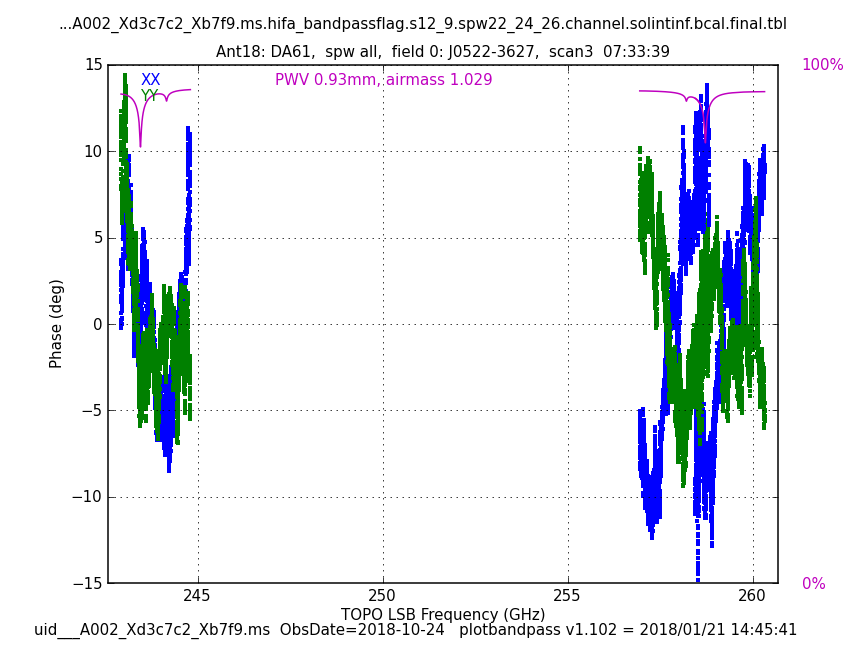 ...A002_Xd3c7c2_Xb7f9.ms.hifa_bandpassflag.s12_9.spw22_24_26.channel.solintinf.bcal.final.tbl
Ant18: DA61,  spw all,  field 0: J0522-3627,  scan3  07:33:39
15
10
5
0
−5
−10
−15
Phase (deg)
XX
YY
PWV 0.93mm, airmass 1.029
100%
0%
245
250
255
260
TOPO LSB Frequency (GHz)
uid___A002_Xd3c7c2_Xb7f9.ms  ObsDate=2018-10-24   plotbandpass v1.102 = 2018/01/21 14:45:41